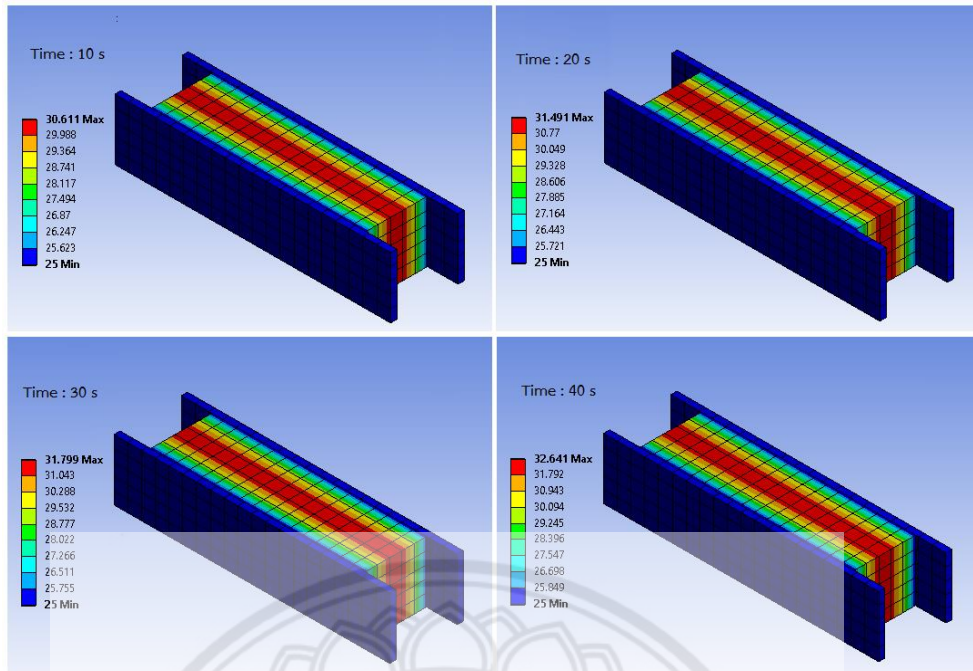 Time : 10 s
30.611 Max
29.988
29.364
28.741
28.117
27.494
26.87
26.247
25.623
25 Min
Time : 20 s
31.491 Max
30.77
30.049
29.328
28.606
27.885
27.164
26.443
25.721
25 Min
Time : 30 s
31.799 Max
31.043
30.288
29.532
28.777
28.022
27.266
26.511
25.755
25 Min
Time : 40 s
32.641 Max
31.792
30.943
30.094
29.245
28.396
27.547
26.698
25.849
25 Min